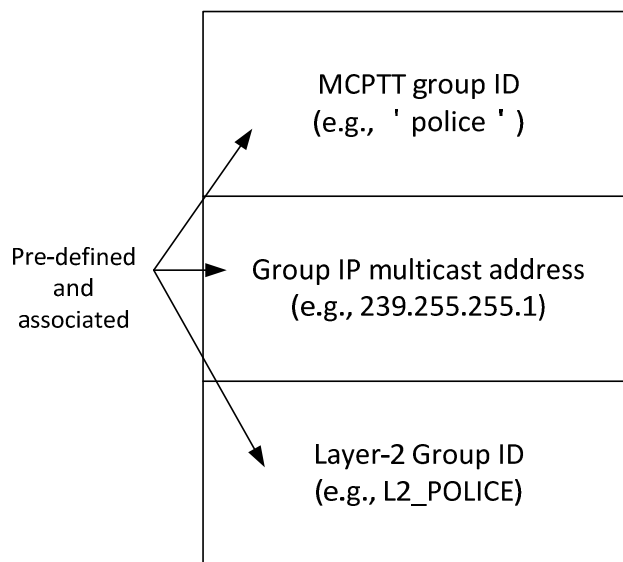 MCPTT group ID
(e.g., ＇police＇)
Pre-defined
and
associated
Group IP multicast address
(e.g., 239.255.255.1)
Layer-2 Group ID
(e.g., L2_POLICE)